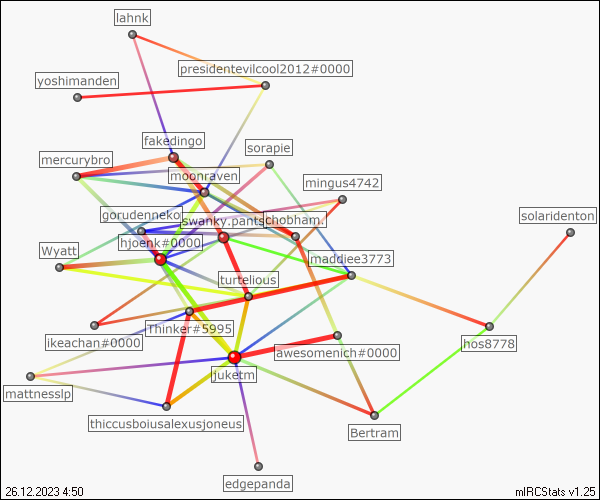 lahnk
presidentevilcool2012#0000
yoshimanden
fakedingo
sorapie
mercurybro
moonraven
mingus4742
gorudenneko
swanky.pants
chobham.
solaridenton
Wyatt
hjoenk#0000
maddiee3773
turtelious
Thinker#5995
ikeachan#0000
awesomenich#0000
hos8778
juketm
mattnesslp
thiccusboiusalexusjoneus
Bertram
edgepanda
26.12.2023 4:50
mIRCStats v1.25